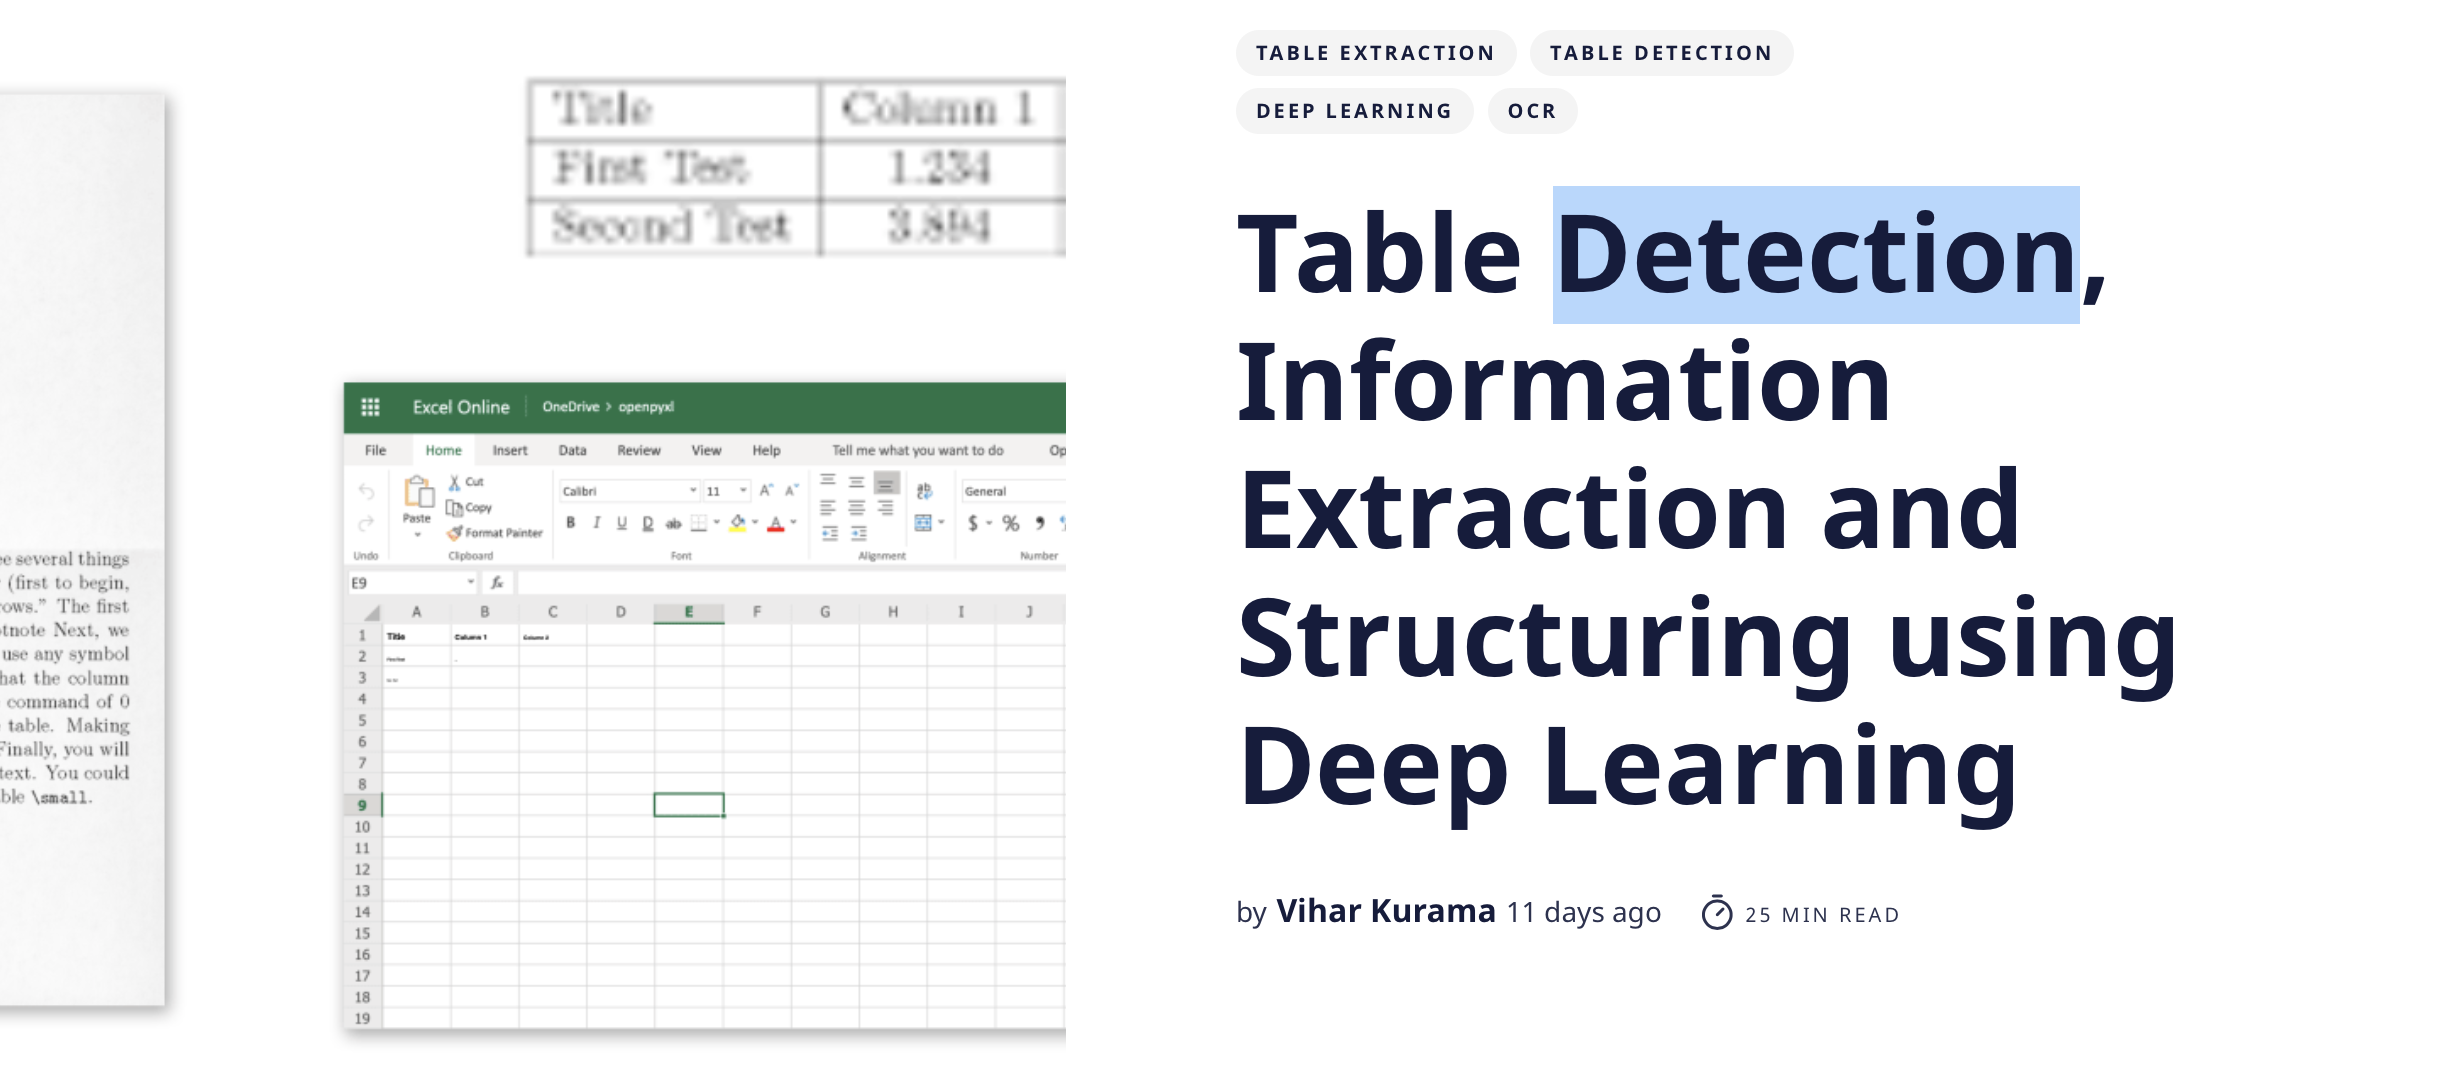 ee several things
(first to begin,
ows.” The first
tnote Next, we
use any symbol
hat the column
command of 0
table. Making
Finally, you will
text. You could
ble \small.
Title Column 1
First Test 1.234
Second Test 3.894
Excel Online OneDrive > openpyxl
File Home Insert Data Review View Help Tell me what you want to do Op
Cut
Calibri 11 General
Copy
Paste
Format Painter
B I U D ab $ %
Undo Clipboard Font Alignment Number
E9 fx
A B C D E F G H I J
1 Title Column 1 Column 2
2
3
4
5
6
7
8
9
10
11
12
13
14
15
16
17
18
19
TABLE EXTRACTION TABLE DETECTION
DEEP LEARNING OCR
Table Detection,
Information
Extraction and
Structuring using
Deep Learning
by Vihar Kurama 11 days ago 25 MIN READ